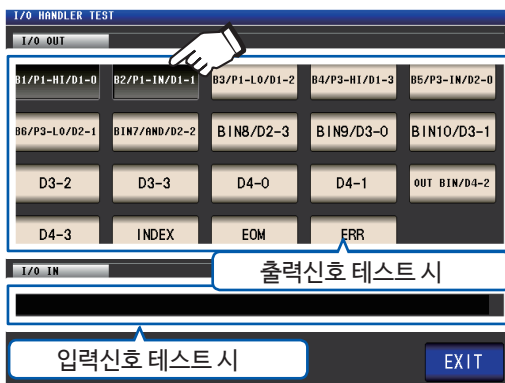 I/O HANDLER TEST
I/O OUT
B1/P1-HI/D1-0 B2/P1-IN/D1-1 B3/P1-LO/D1-2 B4/P3-HI/D1-3 B5/P3-IN/D2-0
B6/P3-LO/D2-1 BIN7/AND/D2-2 BIN8/D2-3 BIN9/D3-0 BIN10/D3-1
D3-2 D3-3 D4-0 D4-1 OUT BIN/D4-2
D4-3 INDEX EOM ERR
출력신호 테스트 시
I/O IN
입력신호 테스트 시
EXIT